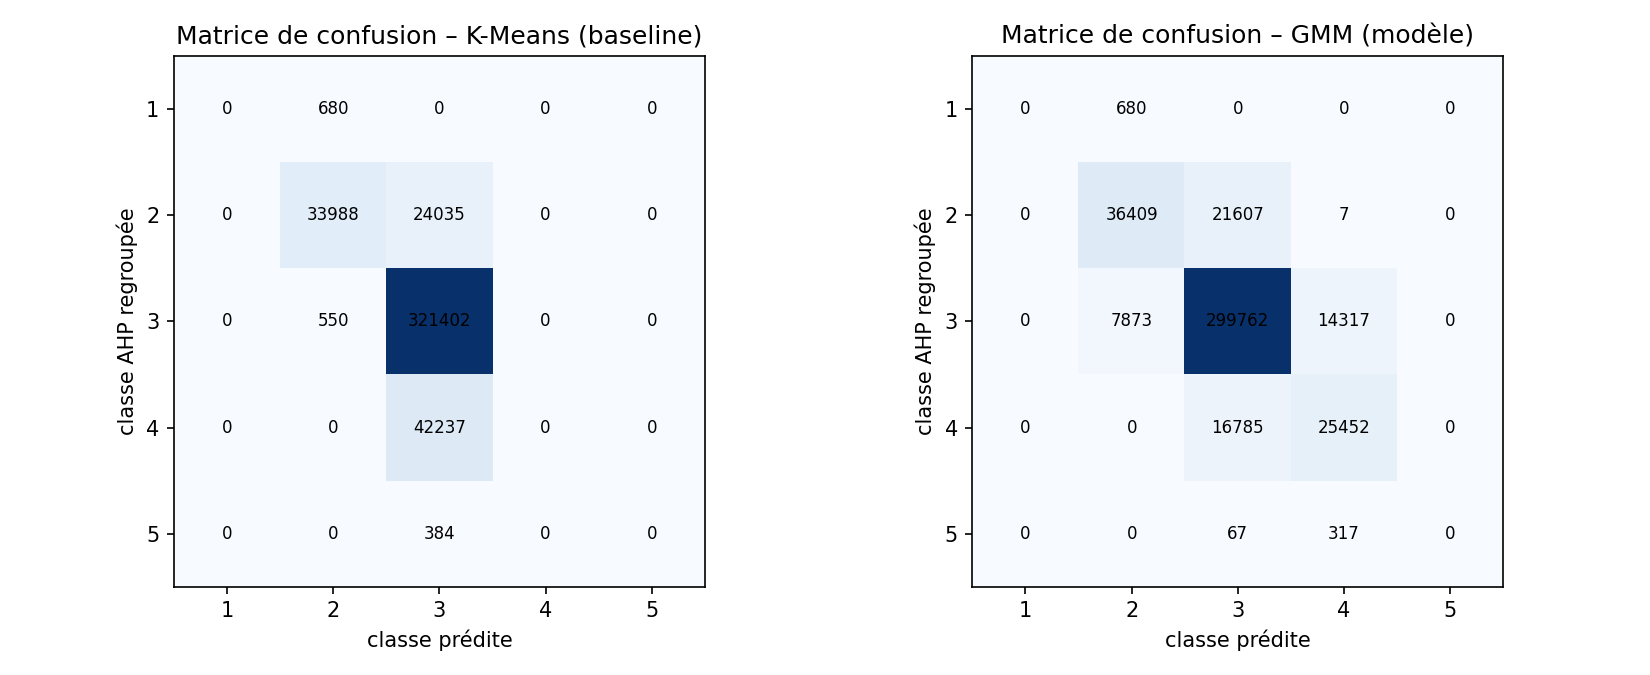 Matrice de confusion – K-Means (baseline)
classe AHP regroupée
1 0 680 0 0 0
2 0 33988 24035 0 0
3 0 550 321402 0 0
4 0 0 42237 0 0
5 0 0 384 0 0
1 2 3 4 5
classe prédite
Matrice de confusion – GMM (modèle)
classe AHP regroupée
1 0 680 0 0 0
2 0 36409 21607 7 0
3 0 7873 299762 14317 0
4 0 0 16785 25452 0
5 0 0 67 317 0
1 2 3 4 5
classe prédite